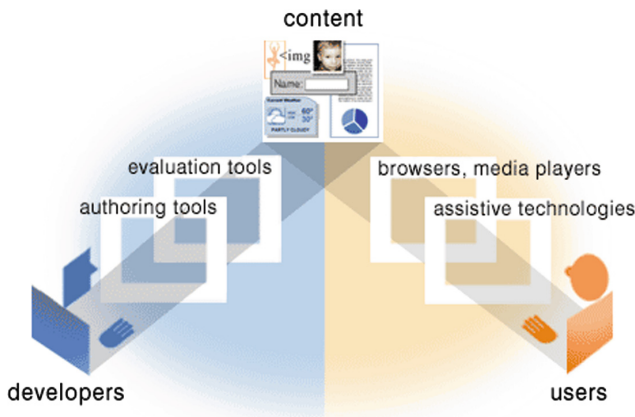 content
<img
Name:
Current Weather
60°
30°
PARTLY CLOUDY
evaluation tools
browsers, media players
authoring tools
assistive technologies
developers
users